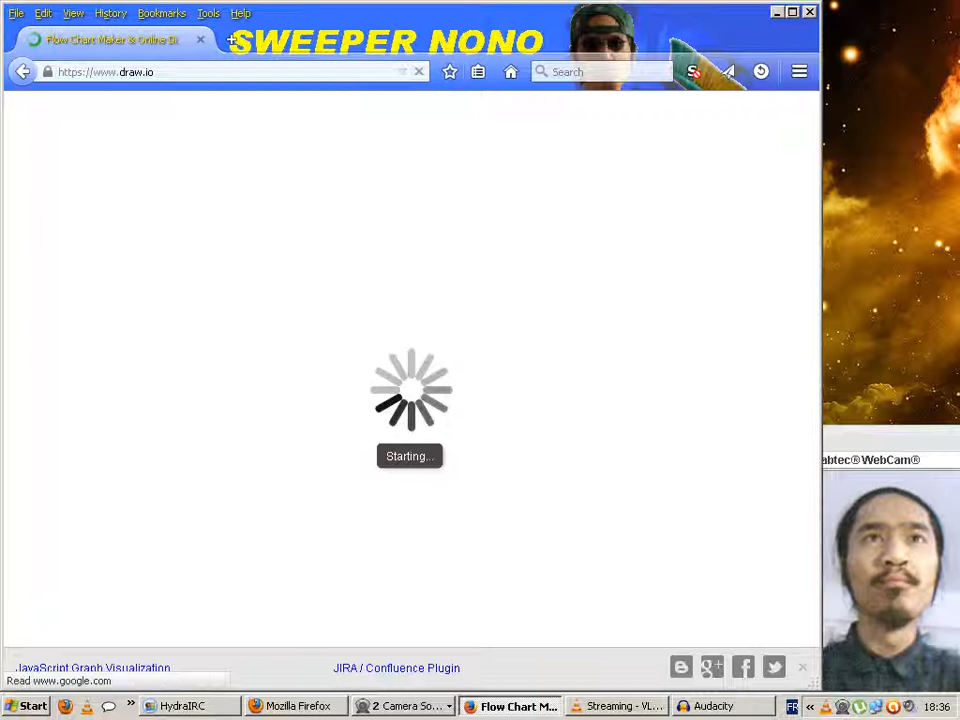 File Edit View History Bookmarks Tools Help
Flow Chart Maker & Online Di
SWEEPER NONO
https://www.draw.io
Search
Starting...
abtec®WebCam®
JavaScript Graph Visualization JIRA / Confluence Plugin
Read www.google.com
Start HydraIRC Mozilla Firefox 2 Camera So... Flow Chart M... Streaming - VL... Audacity FR 18:36